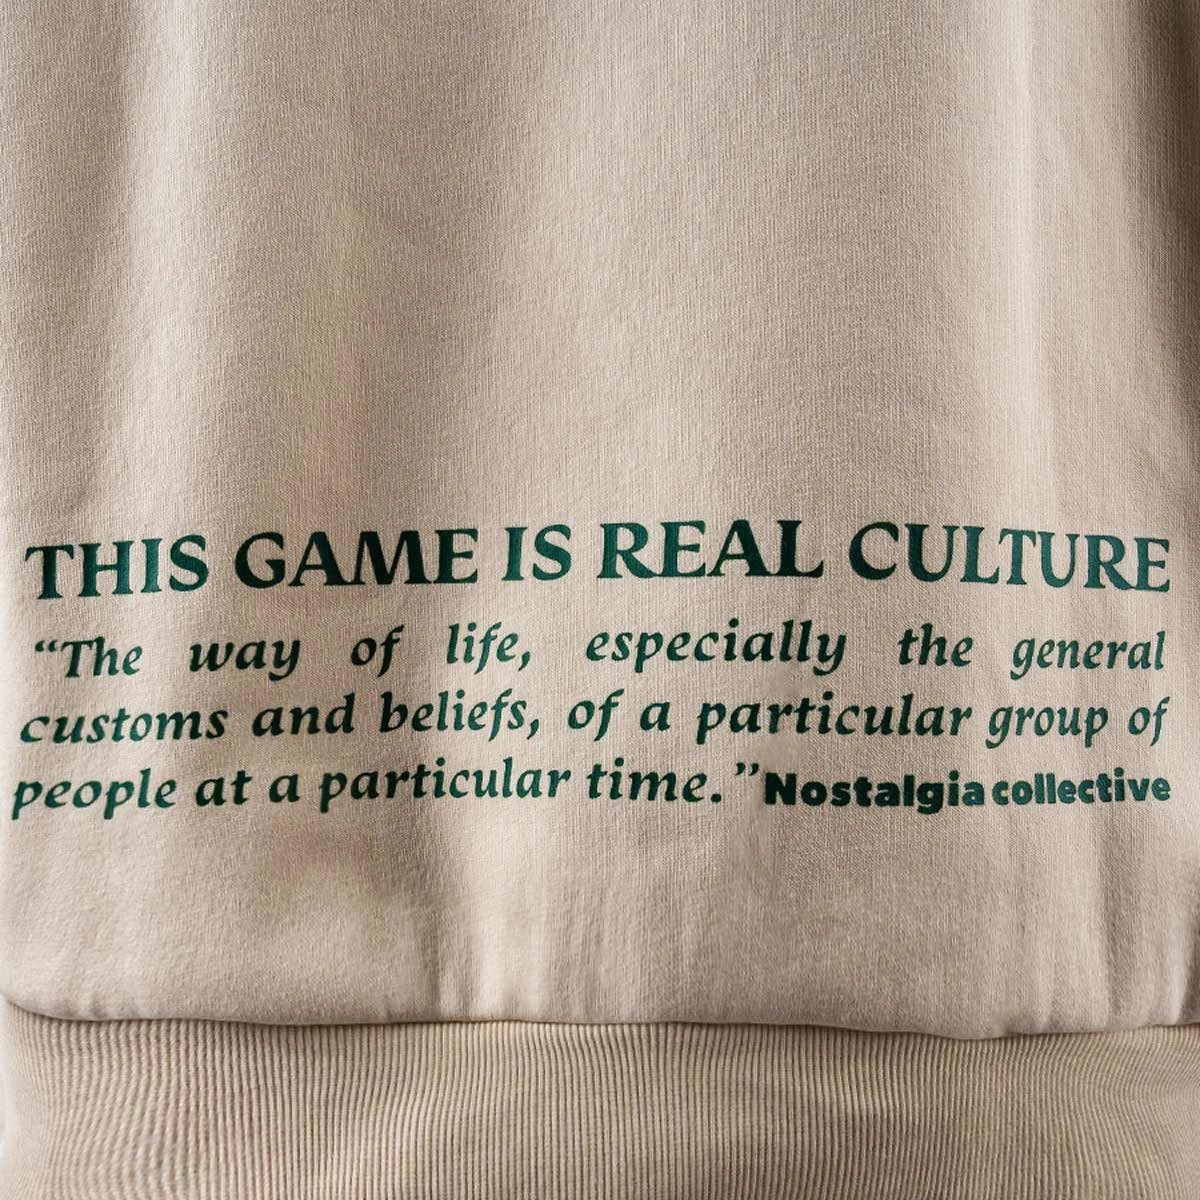 THIS GAME IS REAL CULTURE
“The way of life, especially the general
customs and beliefs, of a particular group of
people at a particular time.” Nostalgia collective